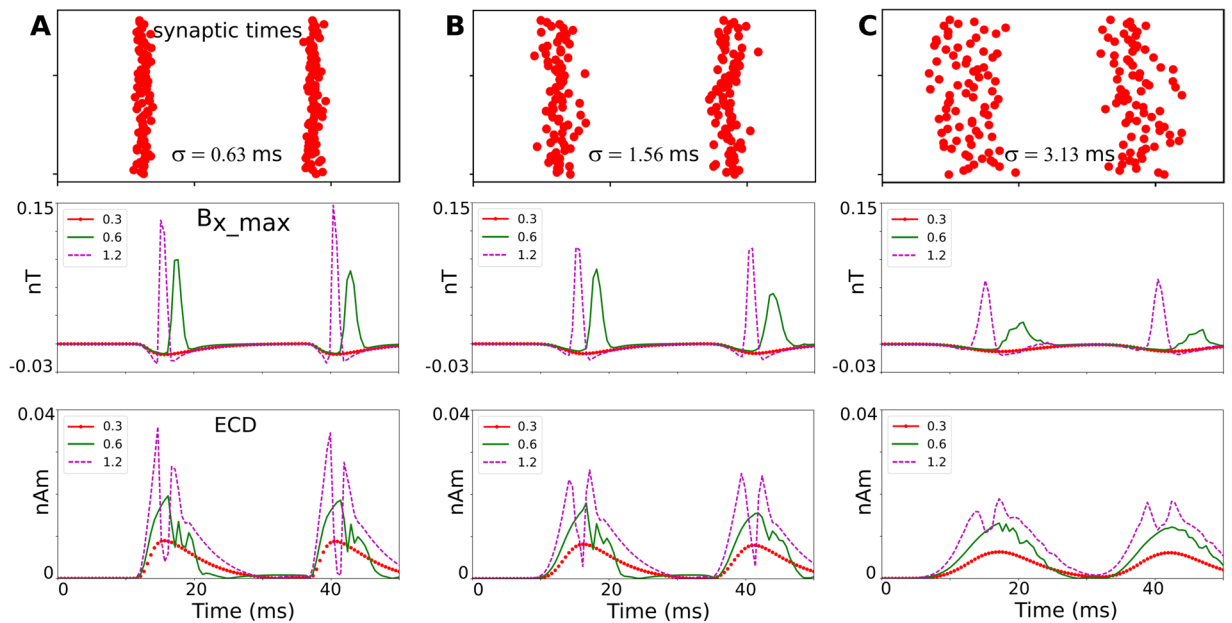 A
synaptic times
σ = 0.63 ms
B
σ = 1.56 ms
C
σ = 3.13 ms
0.15
nT
-0.03
0.3
0.6
1.2
Bx_max
0.15
nT
-0.03
0.3
0.6
1.2
0.15
nT
-0.03
0.3
0.6
1.2
0.04
nAm
0
0.3
0.6
1.2
ECD
0 20 40
Time (ms)
0.04
nAm
0
0.3
0.6
1.2
0 20 40
Time (ms)
0.04
nAm
0
0.3
0.6
1.2
0 20 40
Time (ms)